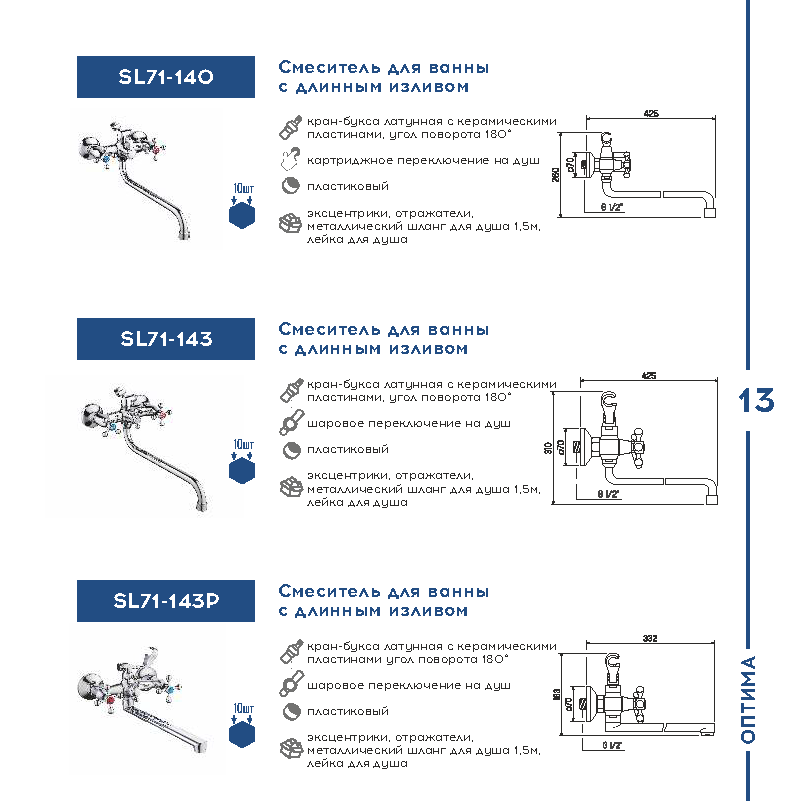 SL71-140
Смеситель для ванны
с длинным изливом
кран-букса латунная с керамическими
пластинами, угол поворота 180°
картриджное переключение на душ
пластиковый
эксцентрики, отражатели,
металлический шланг для душа 1,5м,
лейка для душа
10шт
425
260
⌀70
G 1/2"
SL71-143
Смеситель для ванны
с длинным изливом
кран-букса латунная с керамическими
пластинами, угол поворота 180°
шаровое переключение на душ
пластиковый
эксцентрики, отражатели,
металлический шланг для душа 1,5м,
лейка для душа
10шт
425
310
⌀70
G 1/2"
13
SL71-143P
Смеситель для ванны
с длинным изливом
кран-букса латунная с керамическими
пластинами угол поворота 180°
шаровое переключение на душ
пластиковый
эксцентрики, отражатели,
металлический шланг для душа 1,5м,
лейка для душа
10шт
332
⌀70
G 1/2"
ОПТИМА